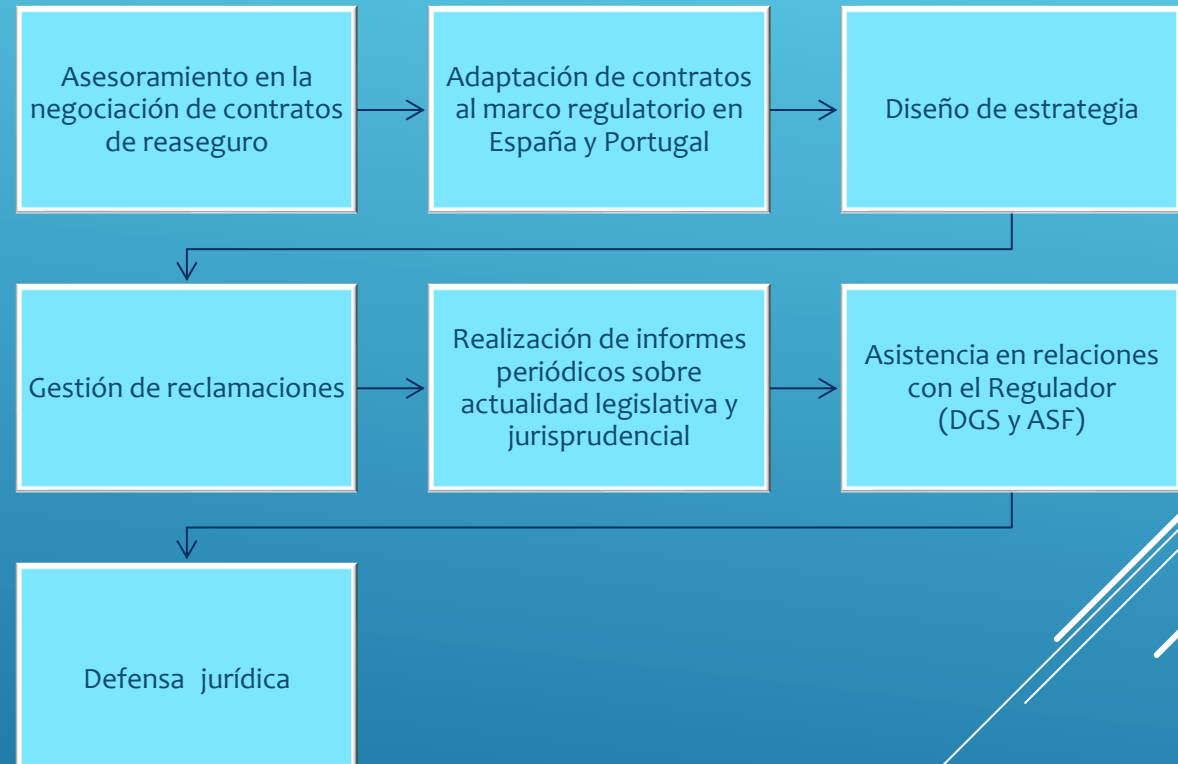 Asesoramiento en la
negociación de contratos
de reaseguro
Adaptación de contratos
al marco regulatorio en
España y Portugal
Diseño de estrategia
Gestión de reclamaciones
Realización de informes
periódicos sobre
actualidad legislativa y
jurisprudencial
Asistencia en relaciones
con el Regulador
(DGS y ASF)
Defensa jurídica